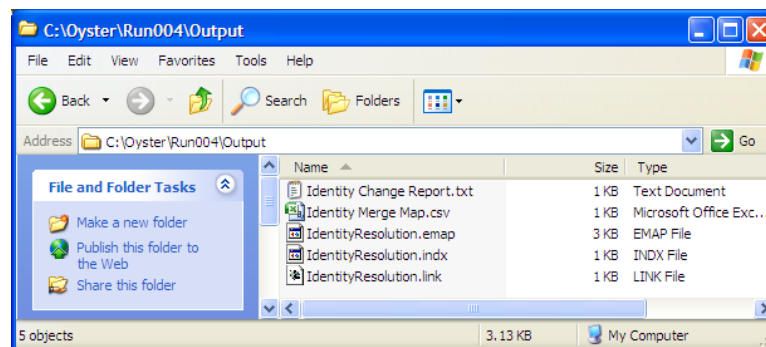 C:\Oyster\Run004\Output
File Edit View Favorites Tools Help
Back Search Folders
Address C:\Oyster\Run004\Output Go
File and Folder Tasks
Make a new folder
Publish this folder to
the Web
Share this folder
Name Size Type
Identity Change Report.txt 1 KB Text Document
Identity Merge Map.csv 1 KB Microsoft Office Exc...
IdentityResolution.emap 3 KB EMAP File
IdentityResolution.indx 1 KB INDX File
IdentityResolution.link 1 KB LINK File
5 objects 3.13 KB My Computer